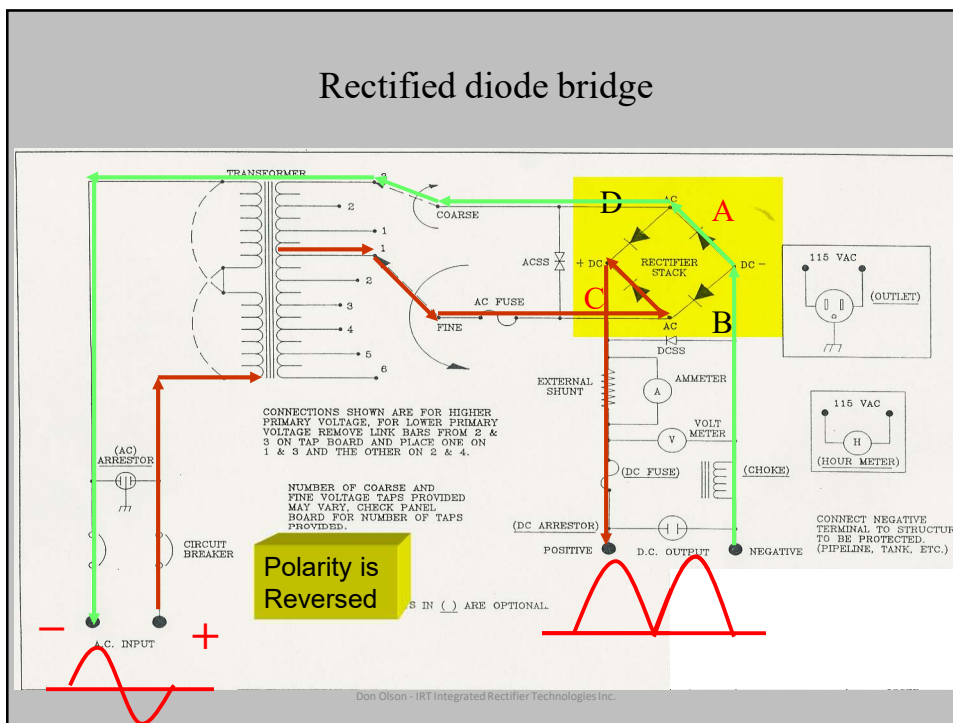 Rectified diode bridge
TRANSFORMER
2
1
1
2
3
4
5
6
COARSE
FINE
ACSS
AC FUSE
D
A
C
B
AC
+ DC
RECTIFIER
STACK
DC -
AC
DCSS
115 VAC
(OUTLET)
EXTERNAL
SHUNT
A
AMMETER
V
VOLT
METER
115 VAC
H
(HOUR METER)
(DC FUSE)
(CHOKE)
(DC ARRESTOR)
POSITIVE
D.C. OUTPUT
NEGATIVE
CONNECT NEGATIVE
TERMINAL TO STRUCTUR
TO BE PROTECTED.
(PIPELINE, TANK, ETC.)
CONNECTIONS SHOWN ARE FOR HIGHER
PRIMARY VOLTAGE, FOR LOWER PRIMARY
VOLTAGE REMOVE LINK BARS FROM 2 &
3 ON TAP BOARD AND PLACE ONE ON
1 & 3 AND THE OTHER ON 2 & 4.
NUMBER OF COARSE AND
FINE VOLTAGE TAPS PROVIDED
MAY VARY, CHECK PANEL
BOARD FOR NUMBER OF TAPS
PROVIDED.
(AC)
ARRESTOR
CIRCUIT
BREAKER
Polarity is
Reversed
S IN ( ) ARE OPTIONAL
− +
A.C. INPUT
Don Olson - IRT Integrated Rectifier Technologies Inc.